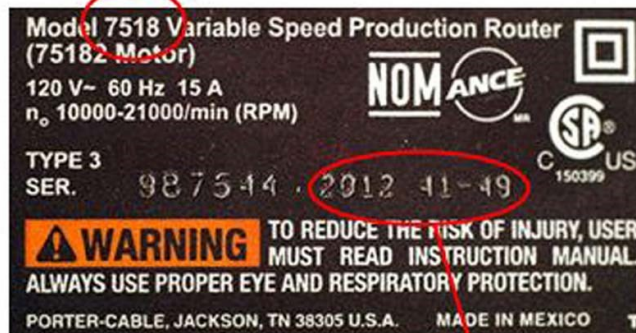 Model 7518 Variable Speed Production Router
(75182 Motor)
120 V~ 60 Hz 15 A
n₀ 10000-21000/min (RPM)
NOM ANCE
MR
SA®
C US
150399
TYPE 3
SER. 987544 . 2012 41-49
WARNING
TO REDUCE THE RISK OF INJURY, USER
MUST READ INSTRUCTION MANUAL.
ALWAYS USE PROPER EYE AND RESPIRATORY PROTECTION.
PORTER-CABLE, JACKSON, TN 38305 U.S.A. MADE IN MEXICO